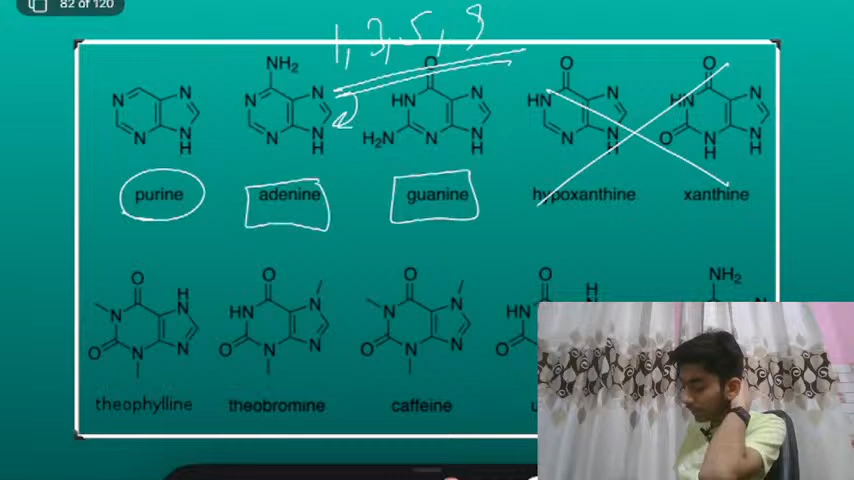 82 of 120
1, 3, 5, 9
NH₂ O O O
N N N N HN N HN N HN N
N N H N N H H₂N N N H N N H O N H N H
purine adenine guanine hypoxanthine xanthine
O H O O O H NH₂
N N HN N N N HN
O N N O N N O N N O
theophylline theobromine caffeine